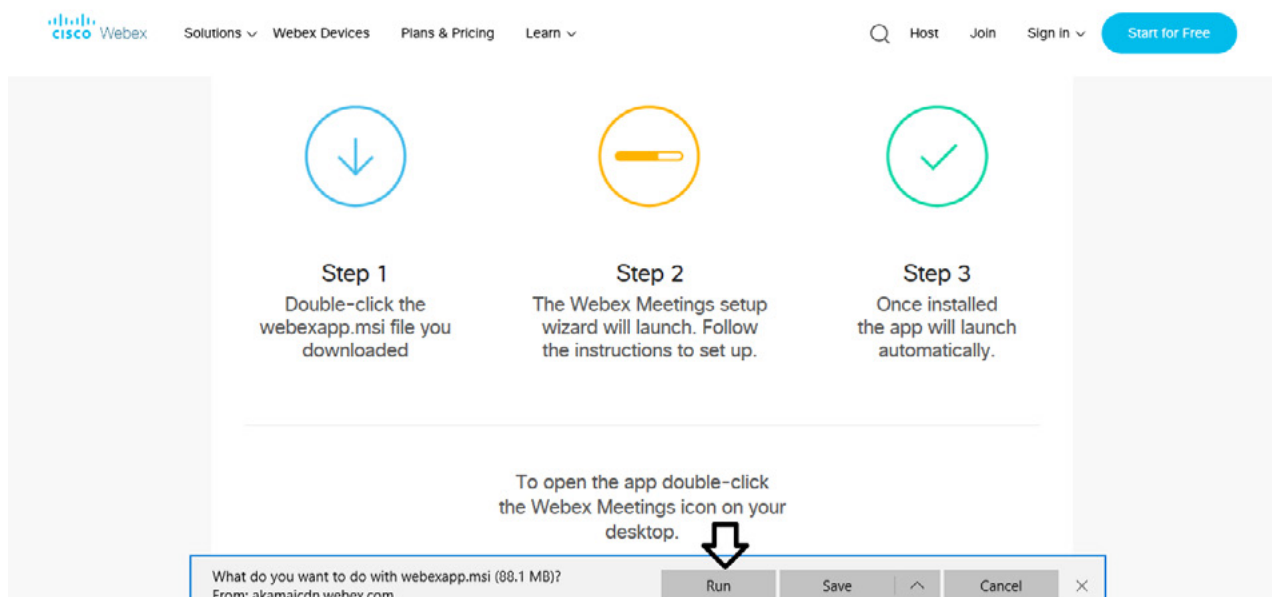 CISCO Webex Solutions Webex Devices Plans & Pricing Learn Host Join Sign in Start for Free
Step 1
Double-click the
webexapp.msi file you
downloaded
Step 2
The Webex Meetings setup
wizard will launch. Follow
the instructions to set up.
Step 3
Once installed
the app will launch
automatically.
To open the app double-click
the Webex Meetings icon on your
desktop.
What do you want to do with webexapp.msi (88.1 MB)?
From: akamaicdn.webex.com
Run Save Cancel